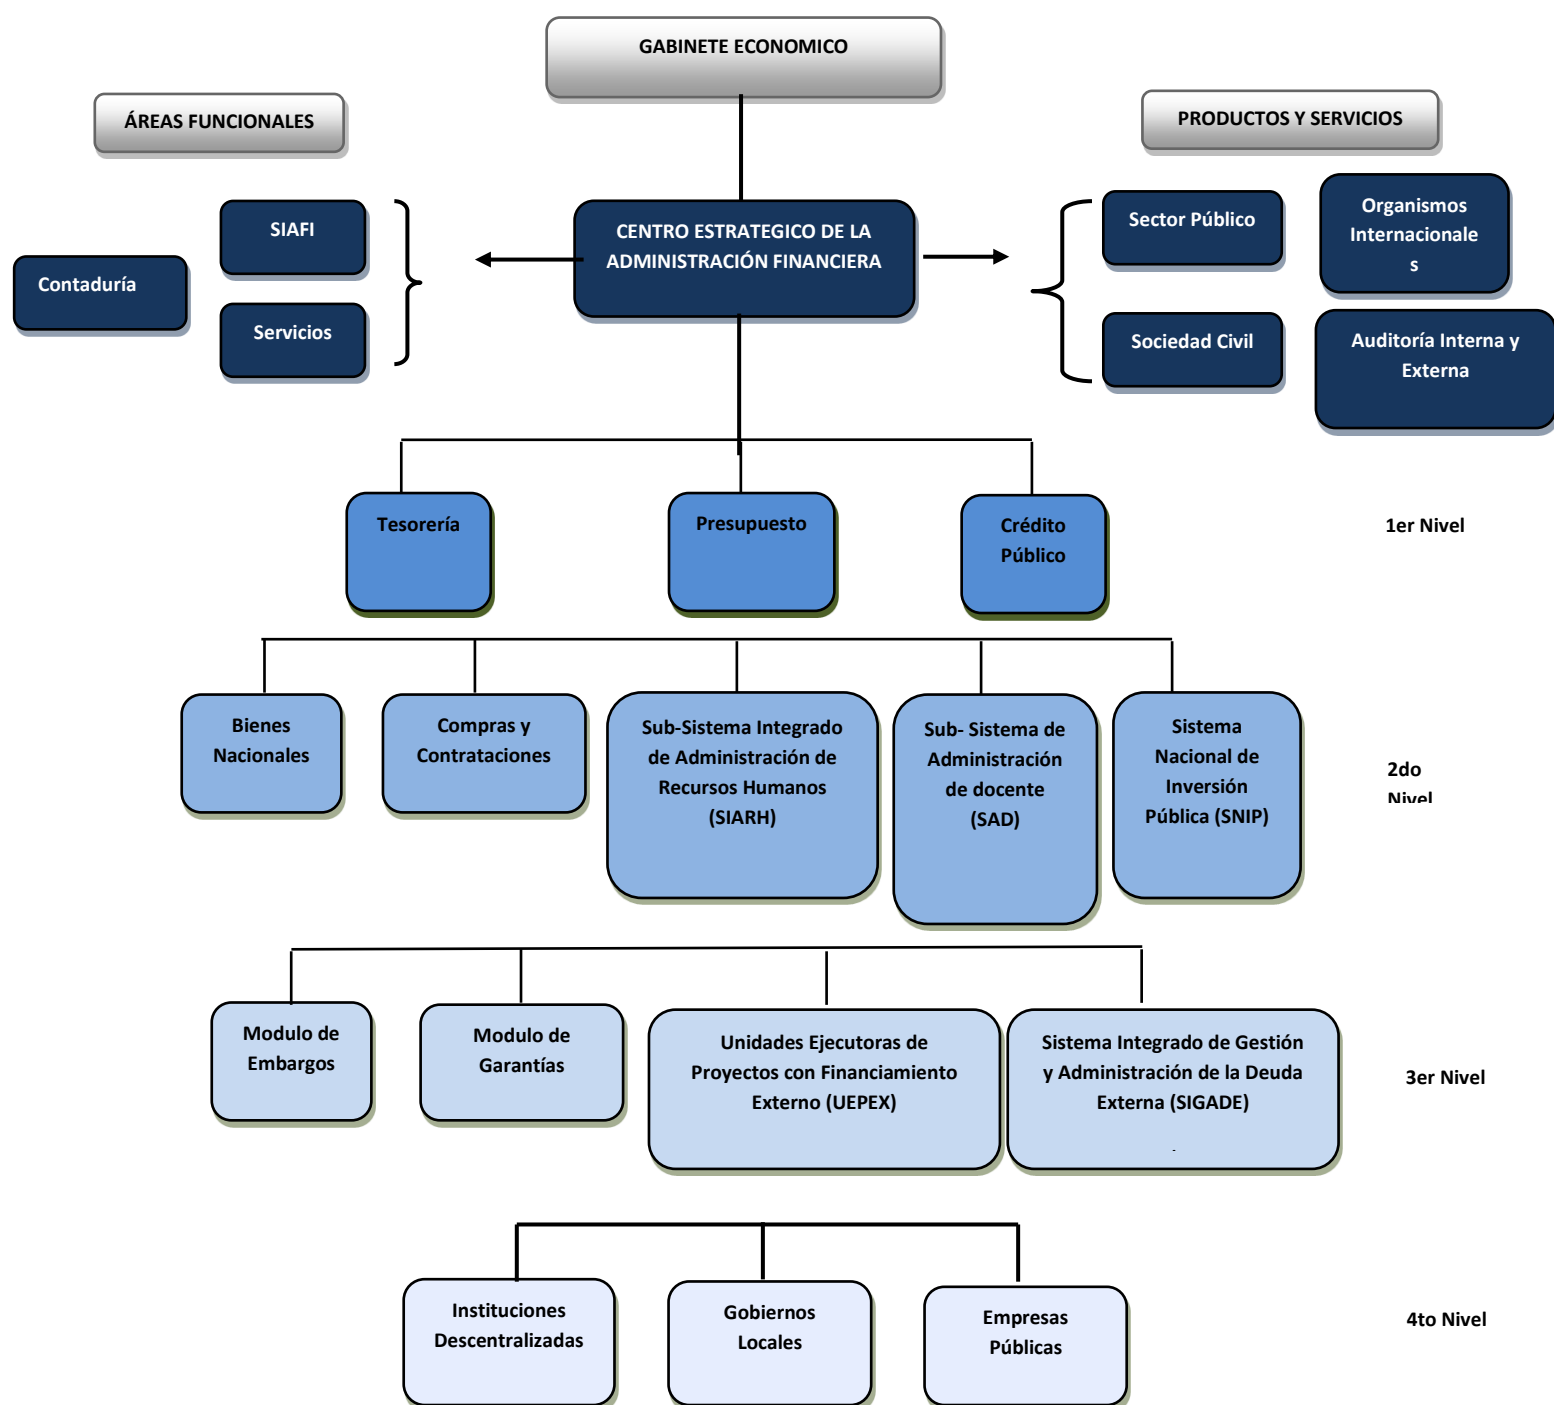 GABINETE ECONOMICO
ÁREAS FUNCIONALES
PRODUCTOS Y SERVICIOS
SIAFI
Contaduría
Servicios
CENTRO ESTRATEGICO DE LA
ADMINISTRACIÓN FINANCIERA
Sector Público
Organismos
Internacionale
s
Sociedad Civil
Auditoría Interna y
Externa
Tesorería
Presupuesto
Crédito
Público
1er Nivel
Bienes
Nacionales
Compras y
Contrataciones
Sub-Sistema Integrado
de Administración de
Recursos Humanos
(SIARH)
Sub- Sistema de
Administración
de docente
(SAD)
Sistema
Nacional de
Inversión
Pública (SNIP)
2do
Nivel
Modulo de
Embargos
Modulo de
Garantías
Unidades Ejecutoras de
Proyectos con Financiamiento
Externo (UEPEX)
Sistema Integrado de Gestión
y Administración de la Deuda
Externa (SIGADE)
.
3er Nivel
Instituciones
Descentralizadas
Gobiernos
Locales
Empresas
Públicas
4to Nivel